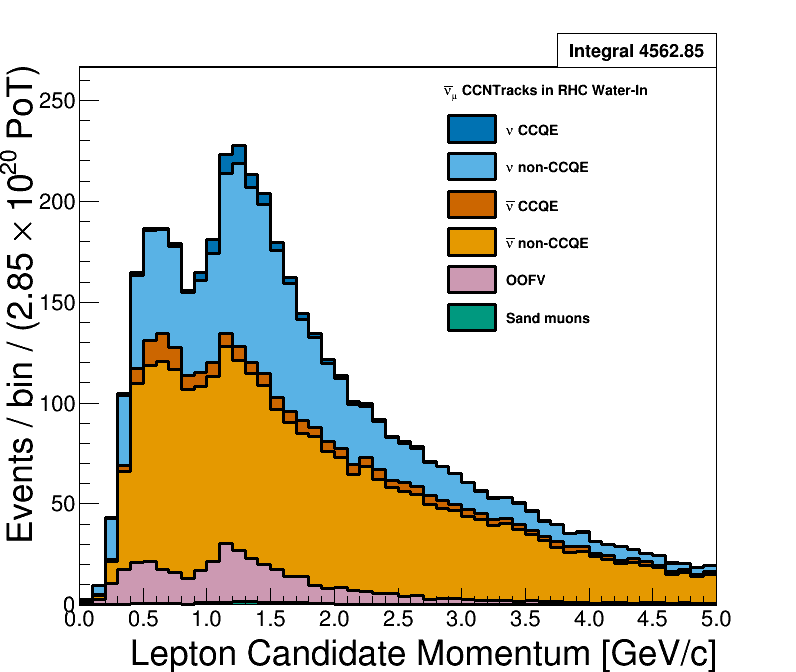 Integral 4562.85
ν̅μ CCNTracks in RHC Water-In
ν CCQE
ν non-CCQE
ν̅ CCQE
ν̅ non-CCQE
OOFV
Sand muons
Events / bin / (2.85 × 10^20 PoT)
250
200
150
100
50
0
0.0 0.5 1.0 1.5 2.0 2.5 3.0 3.5 4.0 4.5 5.0
Lepton Candidate Momentum [GeV/c]